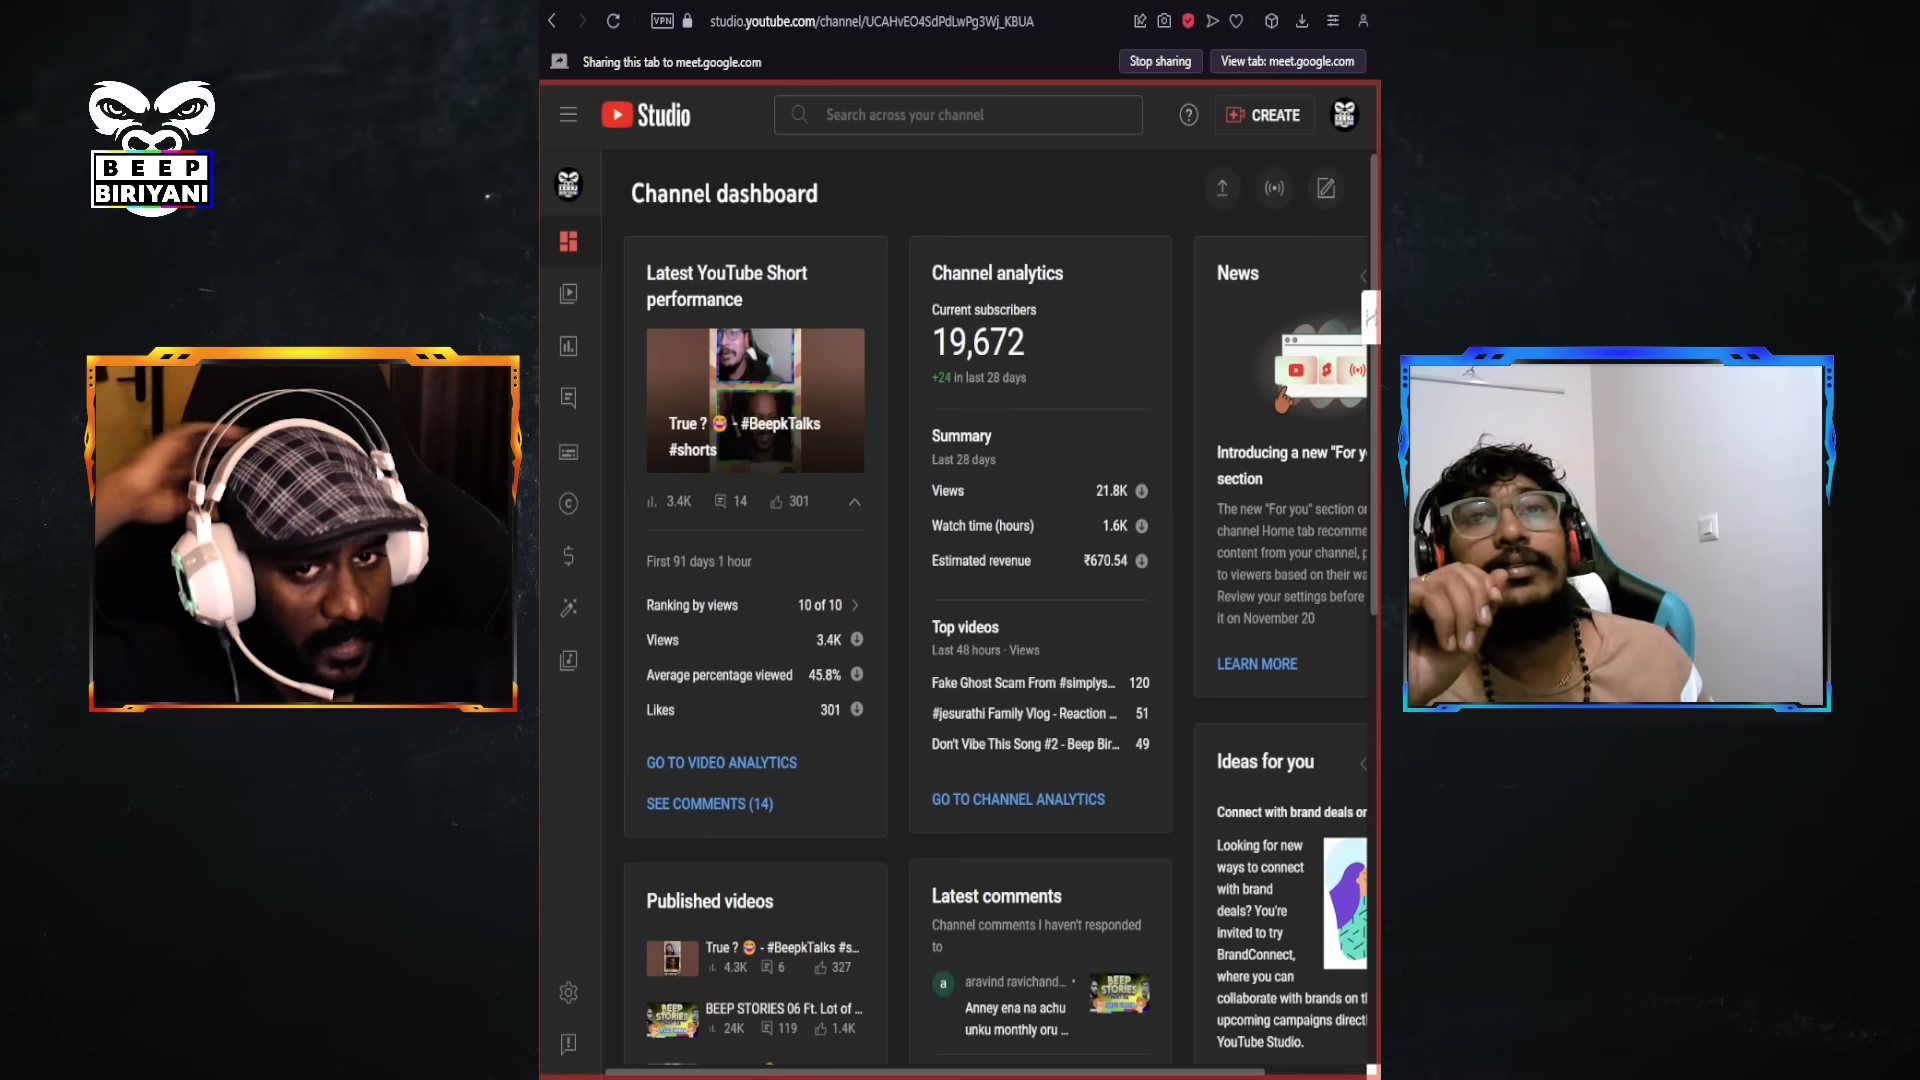 VPN
studio.youtube.com/channel/UCAHvEO4SdPdLwPg3Wj_KBUA
Sharing this tab to meet.google.com
Stop sharing
View tab: meet.google.com
BEEP
BIRIYANI
Studio
Search across your channel
CREATE
Channel dashboard
Latest YouTube Short
performance
True ? 😂 - #BeepkTalks
#shorts
3.4K 14 301
First 91 days 1 hour
Ranking by views 10 of 10
Views 3.4K
Average percentage viewed 45.8%
Likes 301
GO TO VIDEO ANALYTICS
SEE COMMENTS (14)
Published videos
True ? 😂 - #BeepkTalks #s...
4.3K 6 327
BEEP STORIES 06 Ft. Lot of ...
24K 119 1.4K
Channel analytics
Current subscribers
19,672
+24 in last 28 days
Summary
Last 28 days
Views 21.8K
Watch time (hours) 1.6K
Estimated revenue ₹670.54
Top videos
Last 48 hours · Views
Fake Ghost Scam From #simplys... 120
#jesurathi Family Vlog - Reaction ... 51
Don't Vibe This Song #2 - Beep Bir... 49
GO TO CHANNEL ANALYTICS
Latest comments
Channel comments I haven't responded
to
a
aravind ravichand... •
Anney ena na achu
unku monthly oru ...
BEEP
STORIES
News
Introducing a new "For y
section
The new "For you" section or
channel Home tab recomme
content from your channel, p
to viewers based on their wa
Review your settings before
it on November 20
LEARN MORE
Ideas for you
Connect with brand deals or
Looking for new
ways to connect
with brand
deals? You're
invited to try
BrandConnect,
where you can
collaborate with brands on tl
upcoming campaigns directl
YouTube Studio.